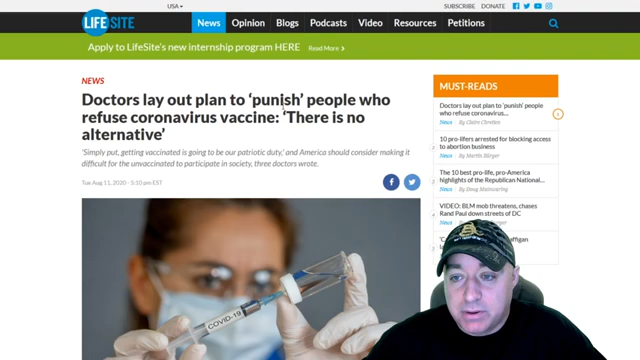 USA
SUBSCRIBE DONATE
LIFE SITE
News Opinion Blogs Podcasts Video Resources Petitions
Apply to LifeSite's new internship program HERE Read More >
NEWS
Doctors lay out plan to ‘punish’ people who
refuse coronavirus vaccine: ‘There is no
alternative’
'Simply put, getting vaccinated is going to be our patriotic duty,' and America should consider making it
difficult for the unvaccinated to participate in society, three doctors wrote.
Tue Aug 11, 2020 - 5:10 pm EST
COVID-19
MUST-READS
Doctors lay out plan to ‘punish’ people
who refuse coronavirus...
News By Claire Chretien
10 pro-lifers arrested for blocking access
to abortion business
News By Martin Bürger
The 10 best pro-life, pro-America
highlights of the Republican National...
News By Doug Mainwaring
VIDEO: BLM mob threatens, chases
Rand Paul down streets of DC
News